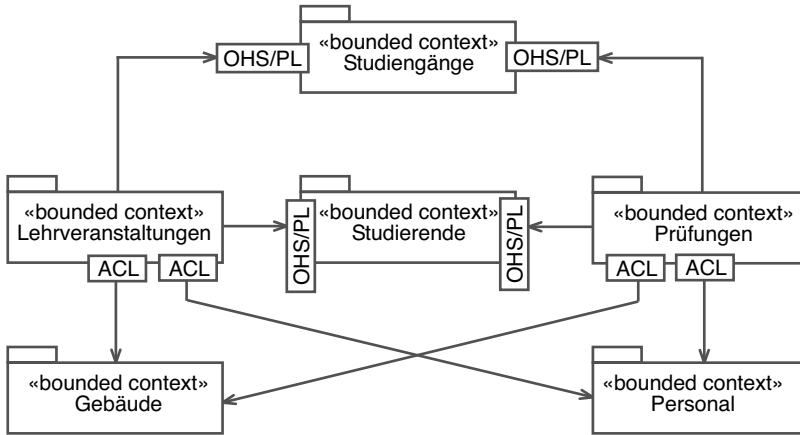 «bounded context»
Studiengänge
OHS/PL
OHS/PL
«bounded context»
Lehrveranstaltungen
ACL
ACL
«bounded context»
Studierende
OHS/PL
OHS/PL
«bounded context»
Prüfungen
ACL
ACL
«bounded context»
Gebäude
«bounded context»
Personal